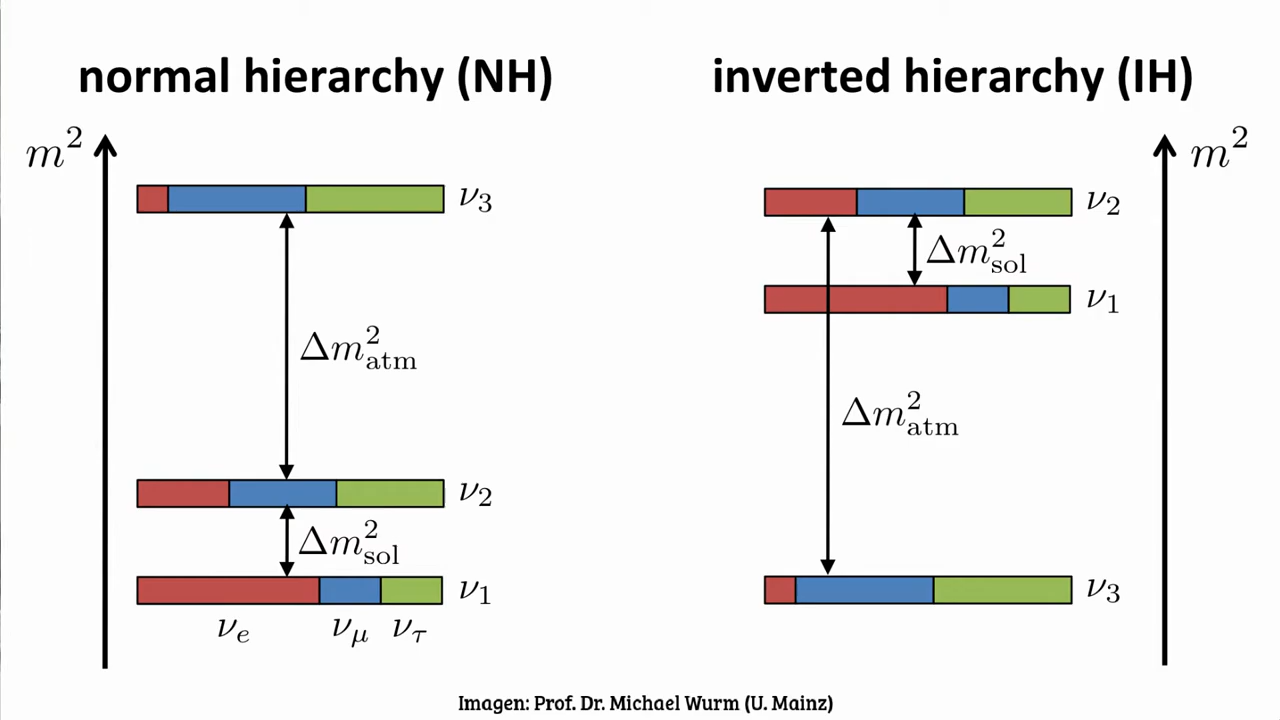 normal hierarchy (NH)
m²
ν₃
Δm²atm
ν₂
Δm²sol
ν₁
νe νμ ντ
inverted hierarchy (IH)
m²
ν₂
Δm²sol
ν₁
Δm²atm
ν₃
Imagen: Prof. Dr. Michael Wurm (U. Mainz)